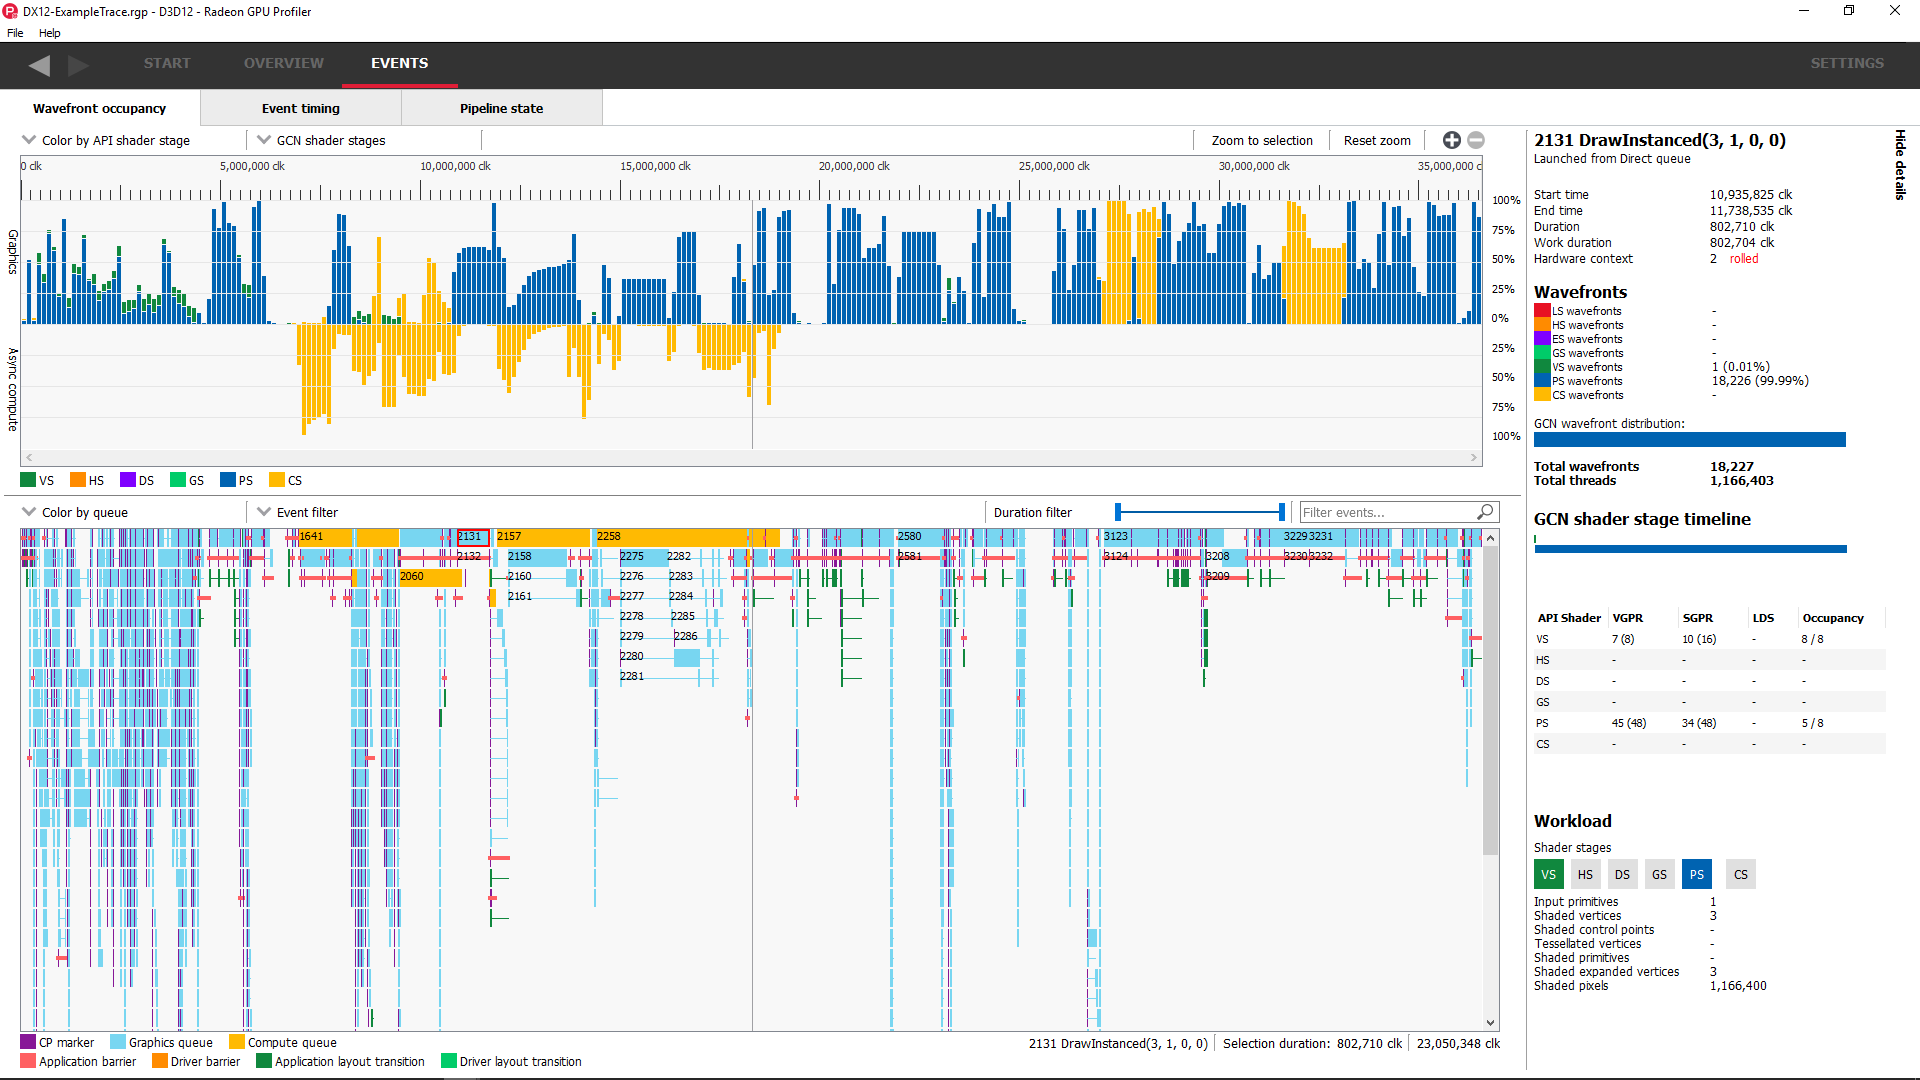 DX12-ExampleTrace.rgp - D3D12 - Radeon GPU Profiler
File Help
START OVERVIEW EVENTS SETTINGS
Wavefront occupancy Event timing Pipeline state
Color by API shader stage GCN shader stages Zoom to selection Reset zoom
0 clk 5,000,000 clk 10,000,000 clk 15,000,000 clk 20,000,000 clk 25,000,000 clk 30,000,000 clk 35,000,000 clk
Graphics
Async compute
100%
75%
50%
25%
0%
25%
50%
75%
100%
VS HS DS GS PS CS
Color by queue Event filter Duration filter Filter events...
1641 2131 2157 2258 2580 3123 3229 3231
2132 2158 2275 2282 2581 3124 3208 3230 3232
2060 2160 2276 2283 3209
2161 2277 2284
2278 2285
2279 2286
2280
2281
CP marker Graphics queue Compute queue
Application barrier Driver barrier Application layout transition Driver layout transition
2131 DrawInstanced(3, 1, 0, 0) Selection duration: 802,710 clk 23,050,348 clk
Hide details
2131 DrawInstanced(3, 1, 0, 0)
Launched from Direct queue
Start time 10,935,825 clk
End time 11,738,535 clk
Duration 802,710 clk
Work duration 802,704 clk
Hardware context 2 rolled
Wavefronts
LS wavefronts -
HS wavefronts -
ES wavefronts -
GS wavefronts -
VS wavefronts 1 (0.01%)
PS wavefronts 18,226 (99.99%)
CS wavefronts -
GCN wavefront distribution:
Total wavefronts 18,227
Total threads 1,166,403
GCN shader stage timeline
API Shader VGPR SGPR LDS Occupancy
VS 7 (8) 10 (16) - 8 / 8
HS - - - -
DS - - - -
GS - - - -
PS 45 (48) 34 (48) - 5 / 8
CS - - - -
Workload
Shader stages
VS HS DS GS PS CS
Input primitives 1
Shaded vertices 3
Shaded control points -
Tessellated vertices -
Shaded primitives -
Shaded expanded vertices 3
Shaded pixels 1,166,400